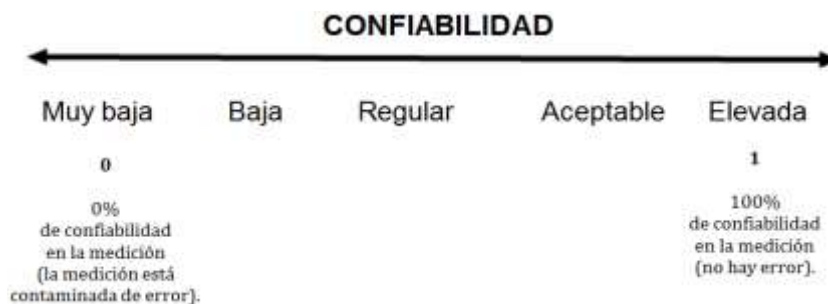 CONFIABILIDAD
Muy baja Baja Regular Aceptable Elevada
0 1
0%
de confiabilidad
en la medición
(la medición está
contaminada de error).
100%
de confiabilidad
en la medición
(no hay error).